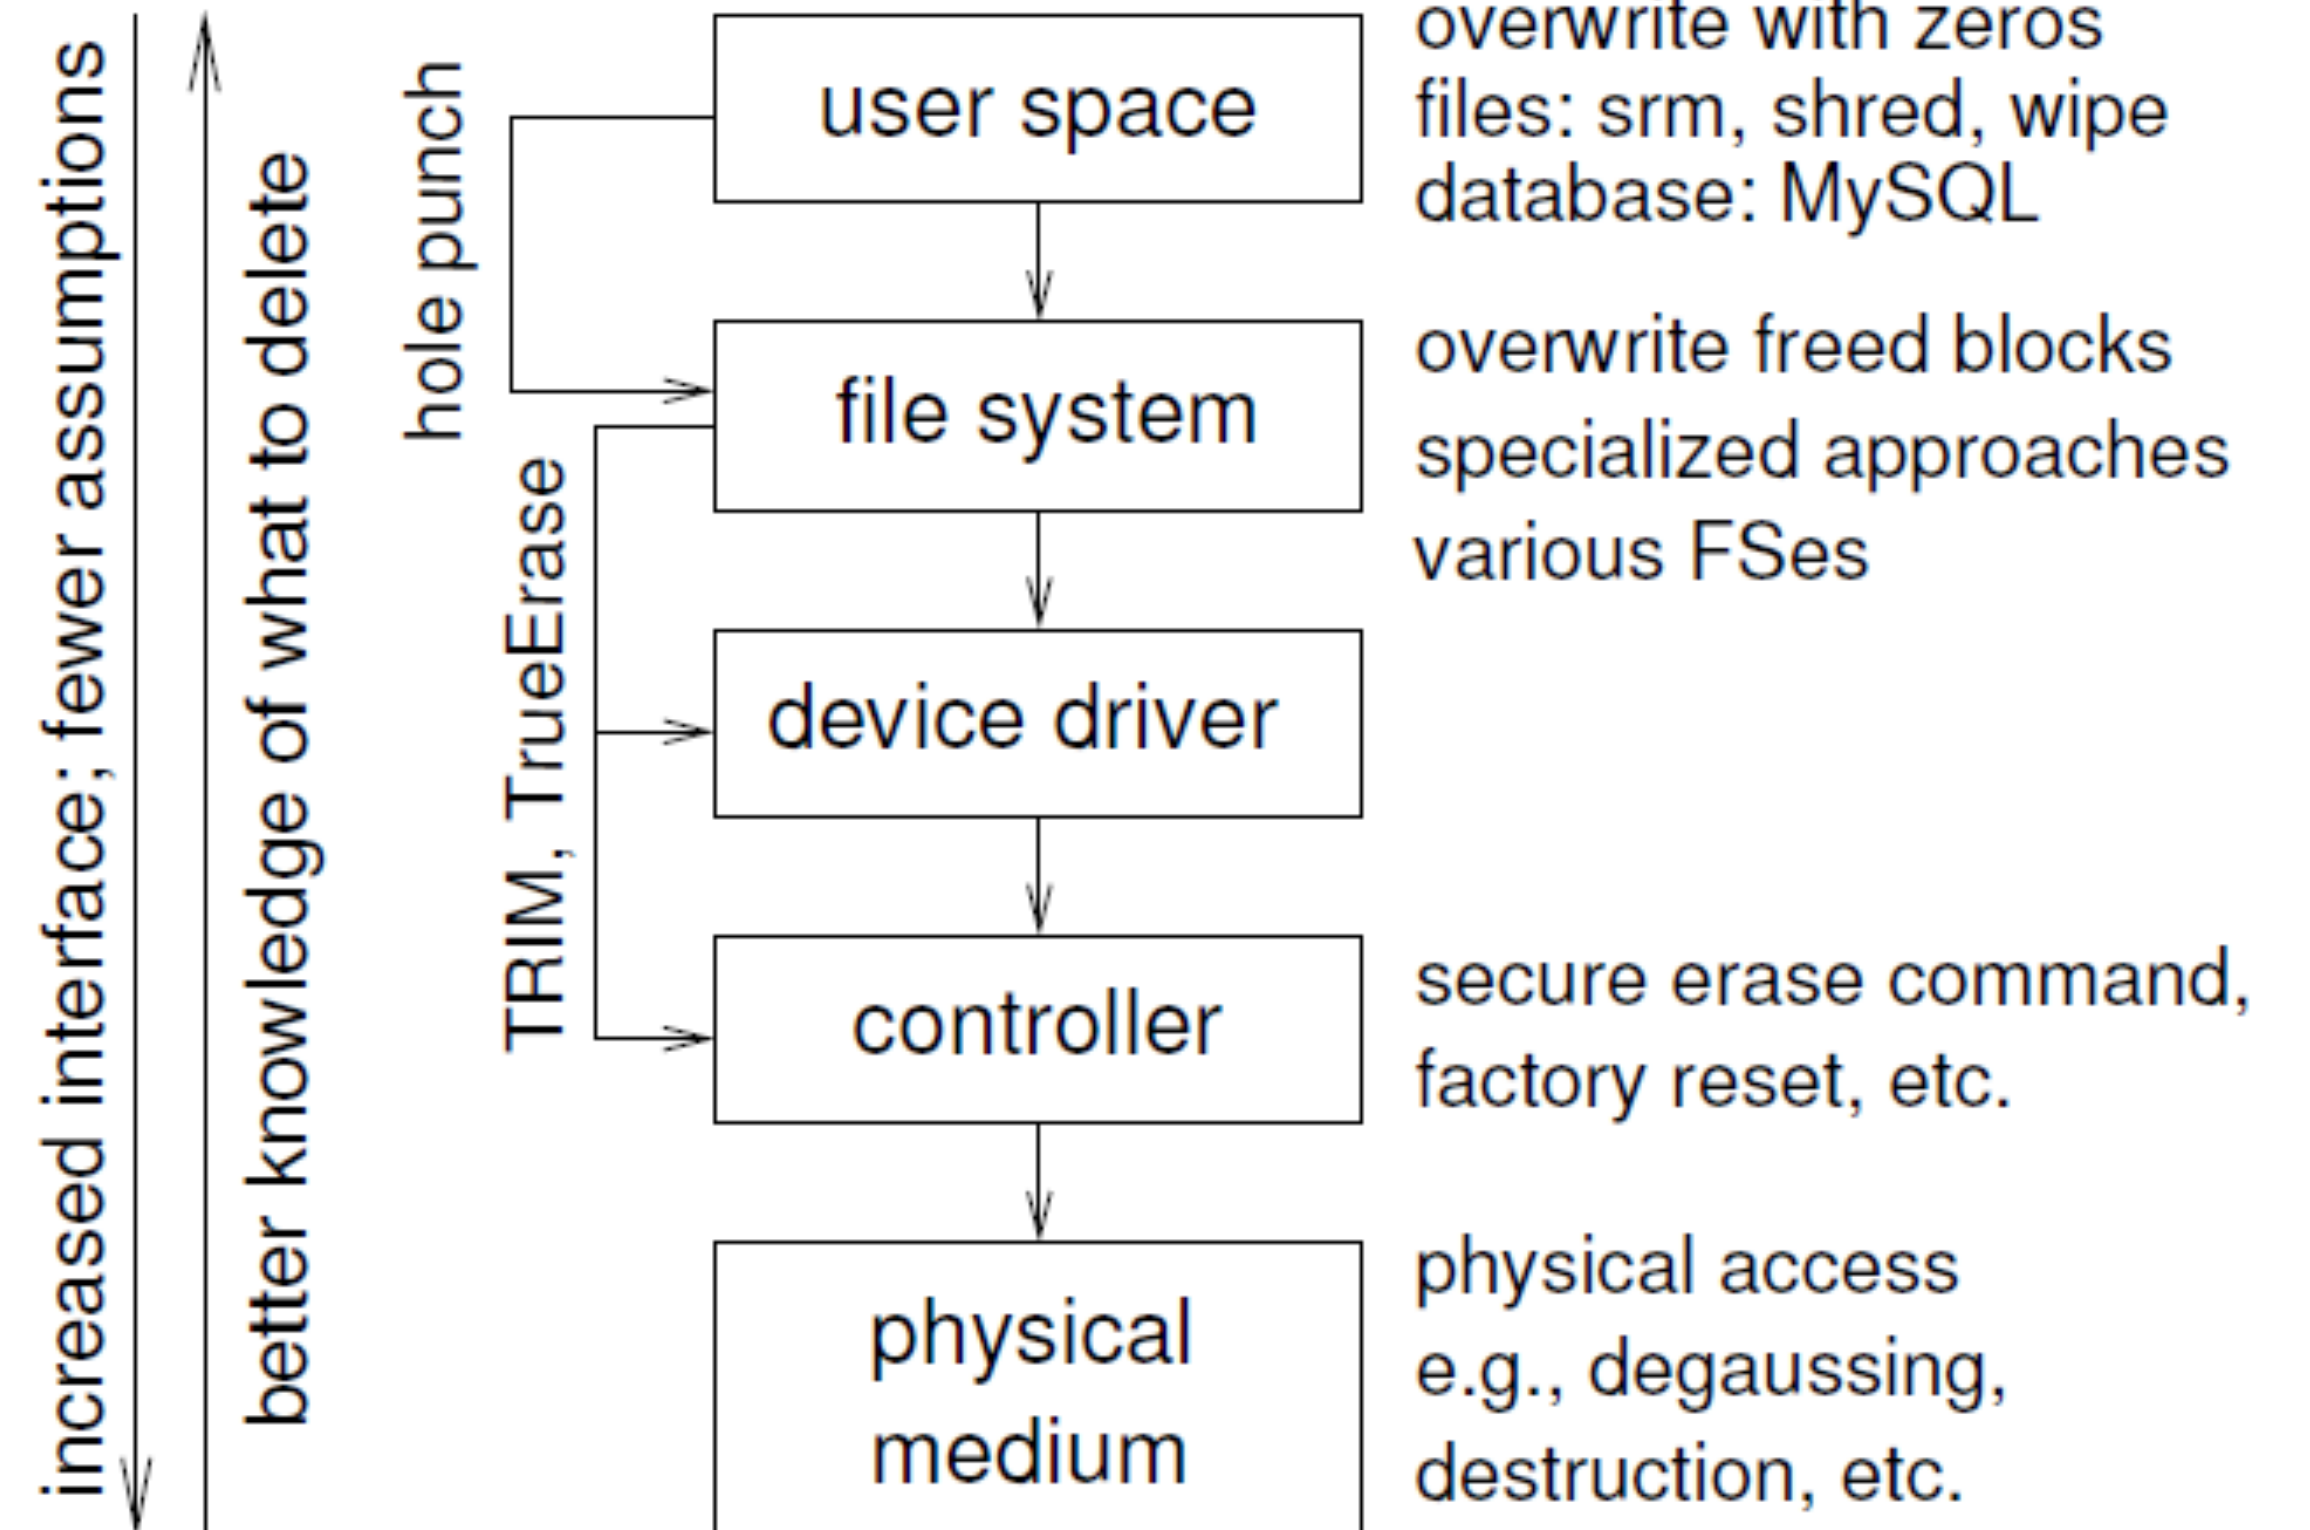 increased interface; fewer assumptions
better knowledge of what to delete
hole punch
TRIM, TrueErase
user space
overwrite with zeros
files: srm, shred, wipe
database: MySQL
file system
overwrite freed blocks
specialized approaches
various FSes
device driver
controller
secure erase command,
factory reset, etc.
physical
medium
physical access
e.g., degaussing,
destruction, etc.